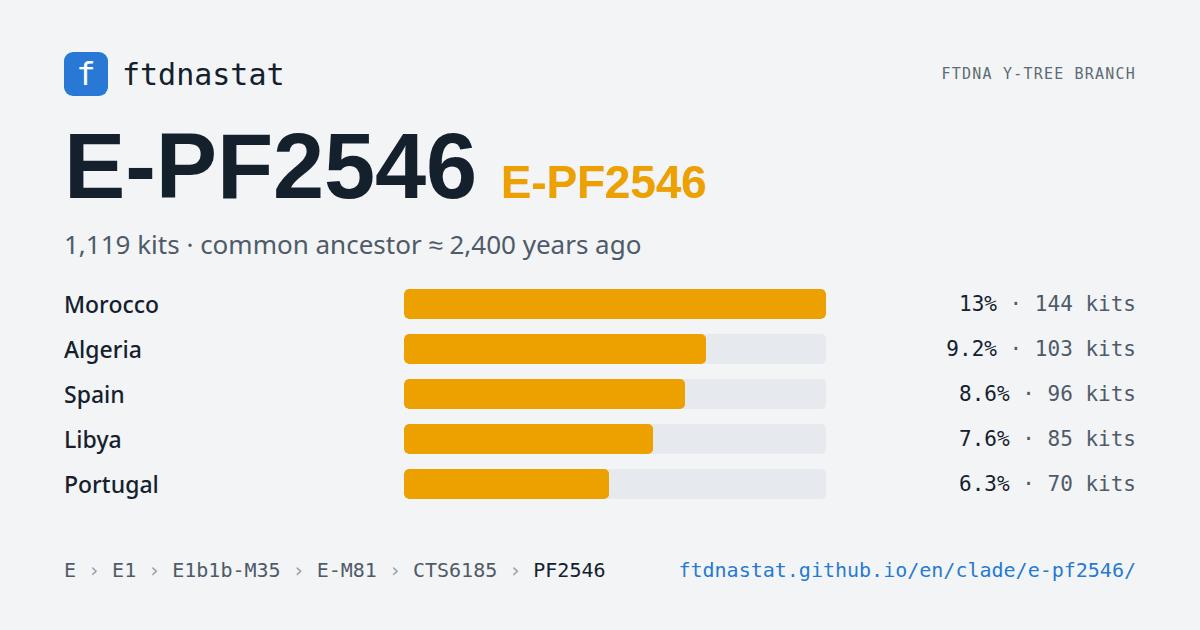 f ftdnastat
FTDNA Y-TREE BRANCH
E-PF2546 E-PF2546
1,119 kits · common ancestor ≈ 2,400 years ago
Morocco 13% · 144 kits
Algeria 9.2% · 103 kits
Spain 8.6% · 96 kits
Libya 7.6% · 85 kits
Portugal 6.3% · 70 kits
E › E1 › E1b1b-M35 › E-M81 › CTS6185 › PF2546
ftdnastat.github.io/en/clade/e-pf2546/